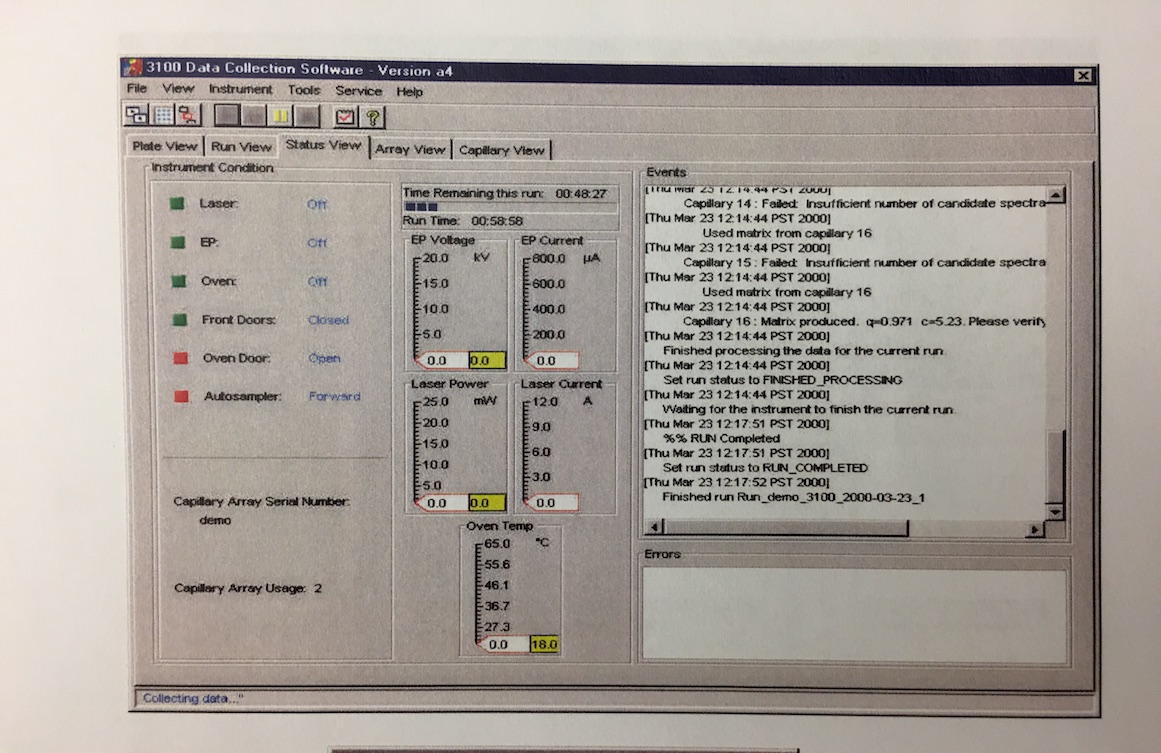 3100 Data Collection Software - Version a4
File View Instrument Tools Service Help
Plate View Run View Status View Array View Capillary View
Instrument Condition
Laser: Off
EP: Off
Oven: Off
Front Doors: Closed
Oven Door: Open
Autosampler: Forward
Capillary Array Serial Number:
demo
Capillary Array Usage: 2
Time Remaining this run: 00:48:27
Run Time: 00:58:58
EP Voltage
20.0 kV
15.0
10.0
5.0
0.0 0.0
EP Current
800.0 µA
600.0
400.0
200.0
0.0
Laser Power
25.0 mW
20.0
15.0
10.0
5.0
0.0 0.0
Laser Current
12.0 A
9.0
6.0
3.0
0.0
Oven Temp
65.0 °C
55.6
46.1
36.7
27.3
0.0 18.0
Events
[Thu Mar 23 12:14:44 PST 2000]
Capillary 14 : Failed: Insufficient number of candidate spectra
[Thu Mar 23 12:14:44 PST 2000]
Used matrix from capillary 16
[Thu Mar 23 12:14:44 PST 2000]
Capillary 15 : Failed: Insufficient number of candidate spectra
[Thu Mar 23 12:14:44 PST 2000]
Used matrix from capillary 16
[Thu Mar 23 12:14:44 PST 2000]
Capillary 16 : Matrix produced. q=0.971 c=5.23. Please verify
[Thu Mar 23 12:14:44 PST 2000]
Finished processing the data for the current run.
[Thu Mar 23 12:14:44 PST 2000]
Set run status to FINISHED_PROCESSING
[Thu Mar 23 12:14:44 PST 2000]
Waiting for the instrument to finish the current run.
[Thu Mar 23 12:17:51 PST 2000]
%% RUN Completed
[Thu Mar 23 12:17:51 PST 2000]
Set run status to RUN_COMPLETED
[Thu Mar 23 12:17:52 PST 2000]
Finished run Run_demo_3100_2000-03-23_1
Errors
Collecting data..."